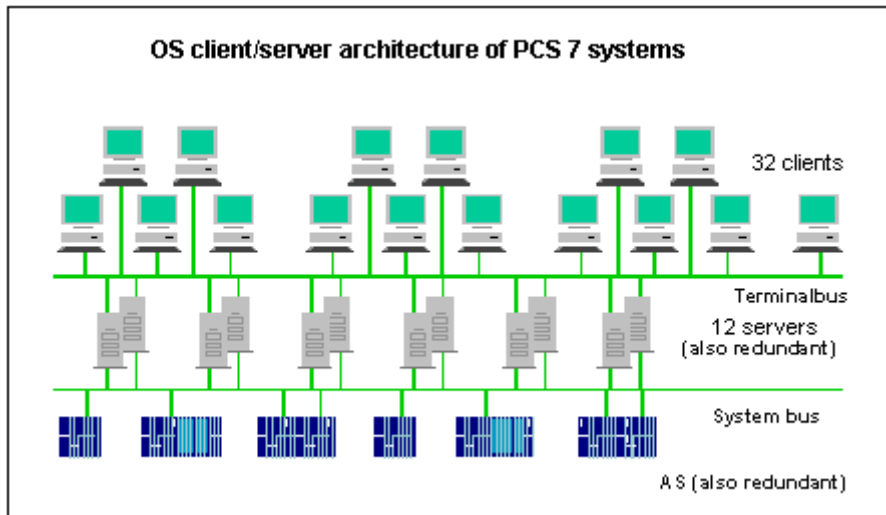 OS client/server architecture of PCS 7 systems
32 clients
Terminalbus
12 servers
(also redundant)
System bus
AS (also redundant)